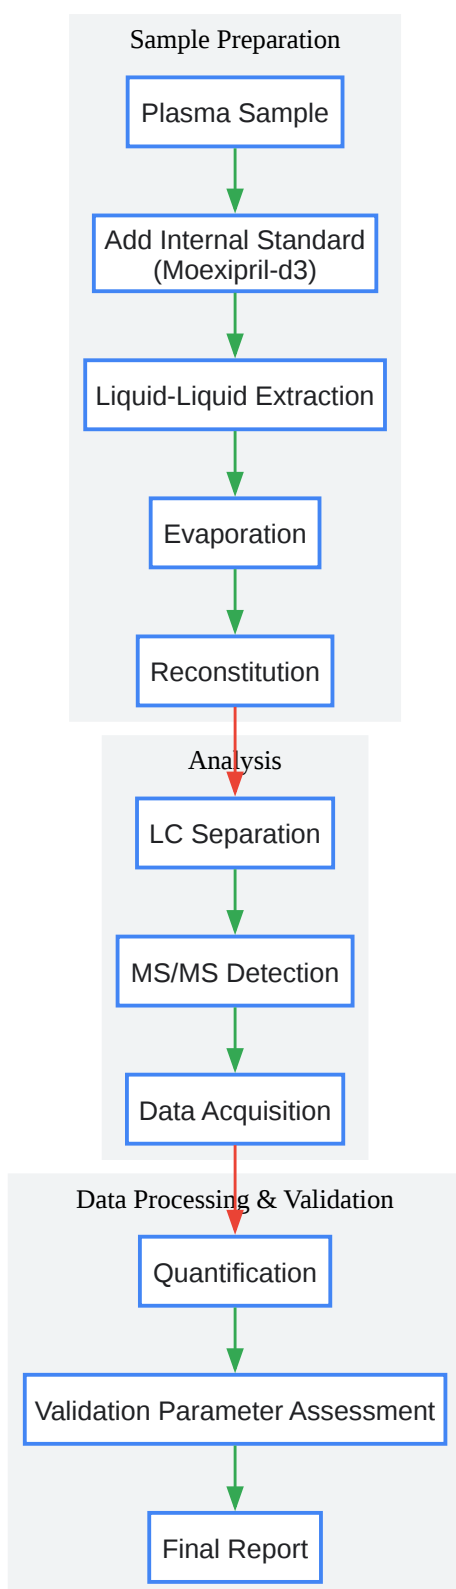 Sample Preparation
Plasma Sample
Add Internal Standard
(Moexipril-d3)
Liquid-Liquid Extraction
Evaporation
Reconstitution
Analysis
LC Separation
MS/MS Detection
Data Acquisition
Data Processing & Validation
Quantification
Validation Parameter Assessment
Final Report